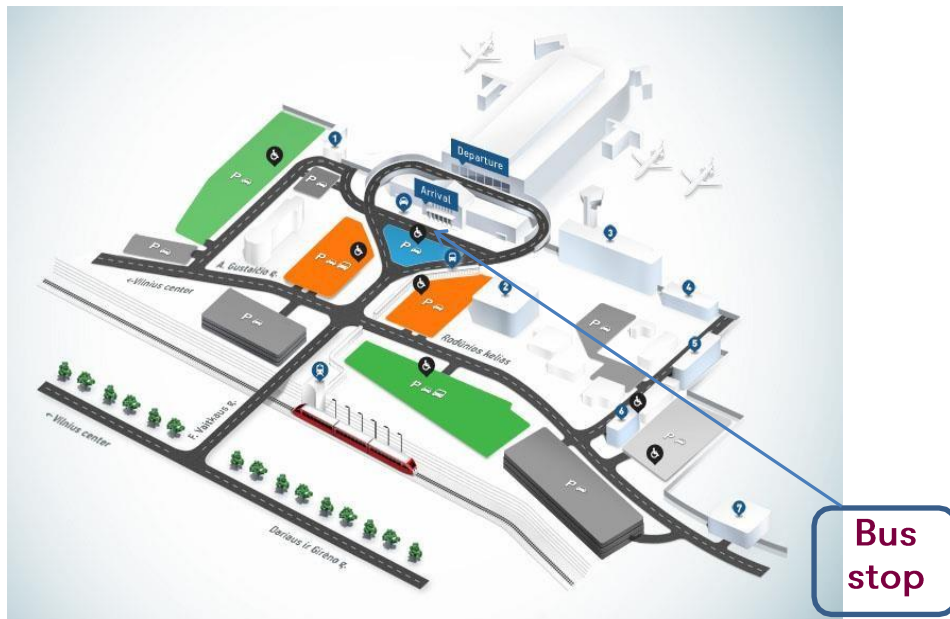 Departure
Arrival
1
P
P
P
3
A. Gustaičio g.
P
P
←Vilnius center
4
2
P
P
P
Rodūnios kelias
5
P
6
P
F. Vaitkaus g.
←Vilnius center
P
7
Dariaus ir Girėno g.
Bus
stop